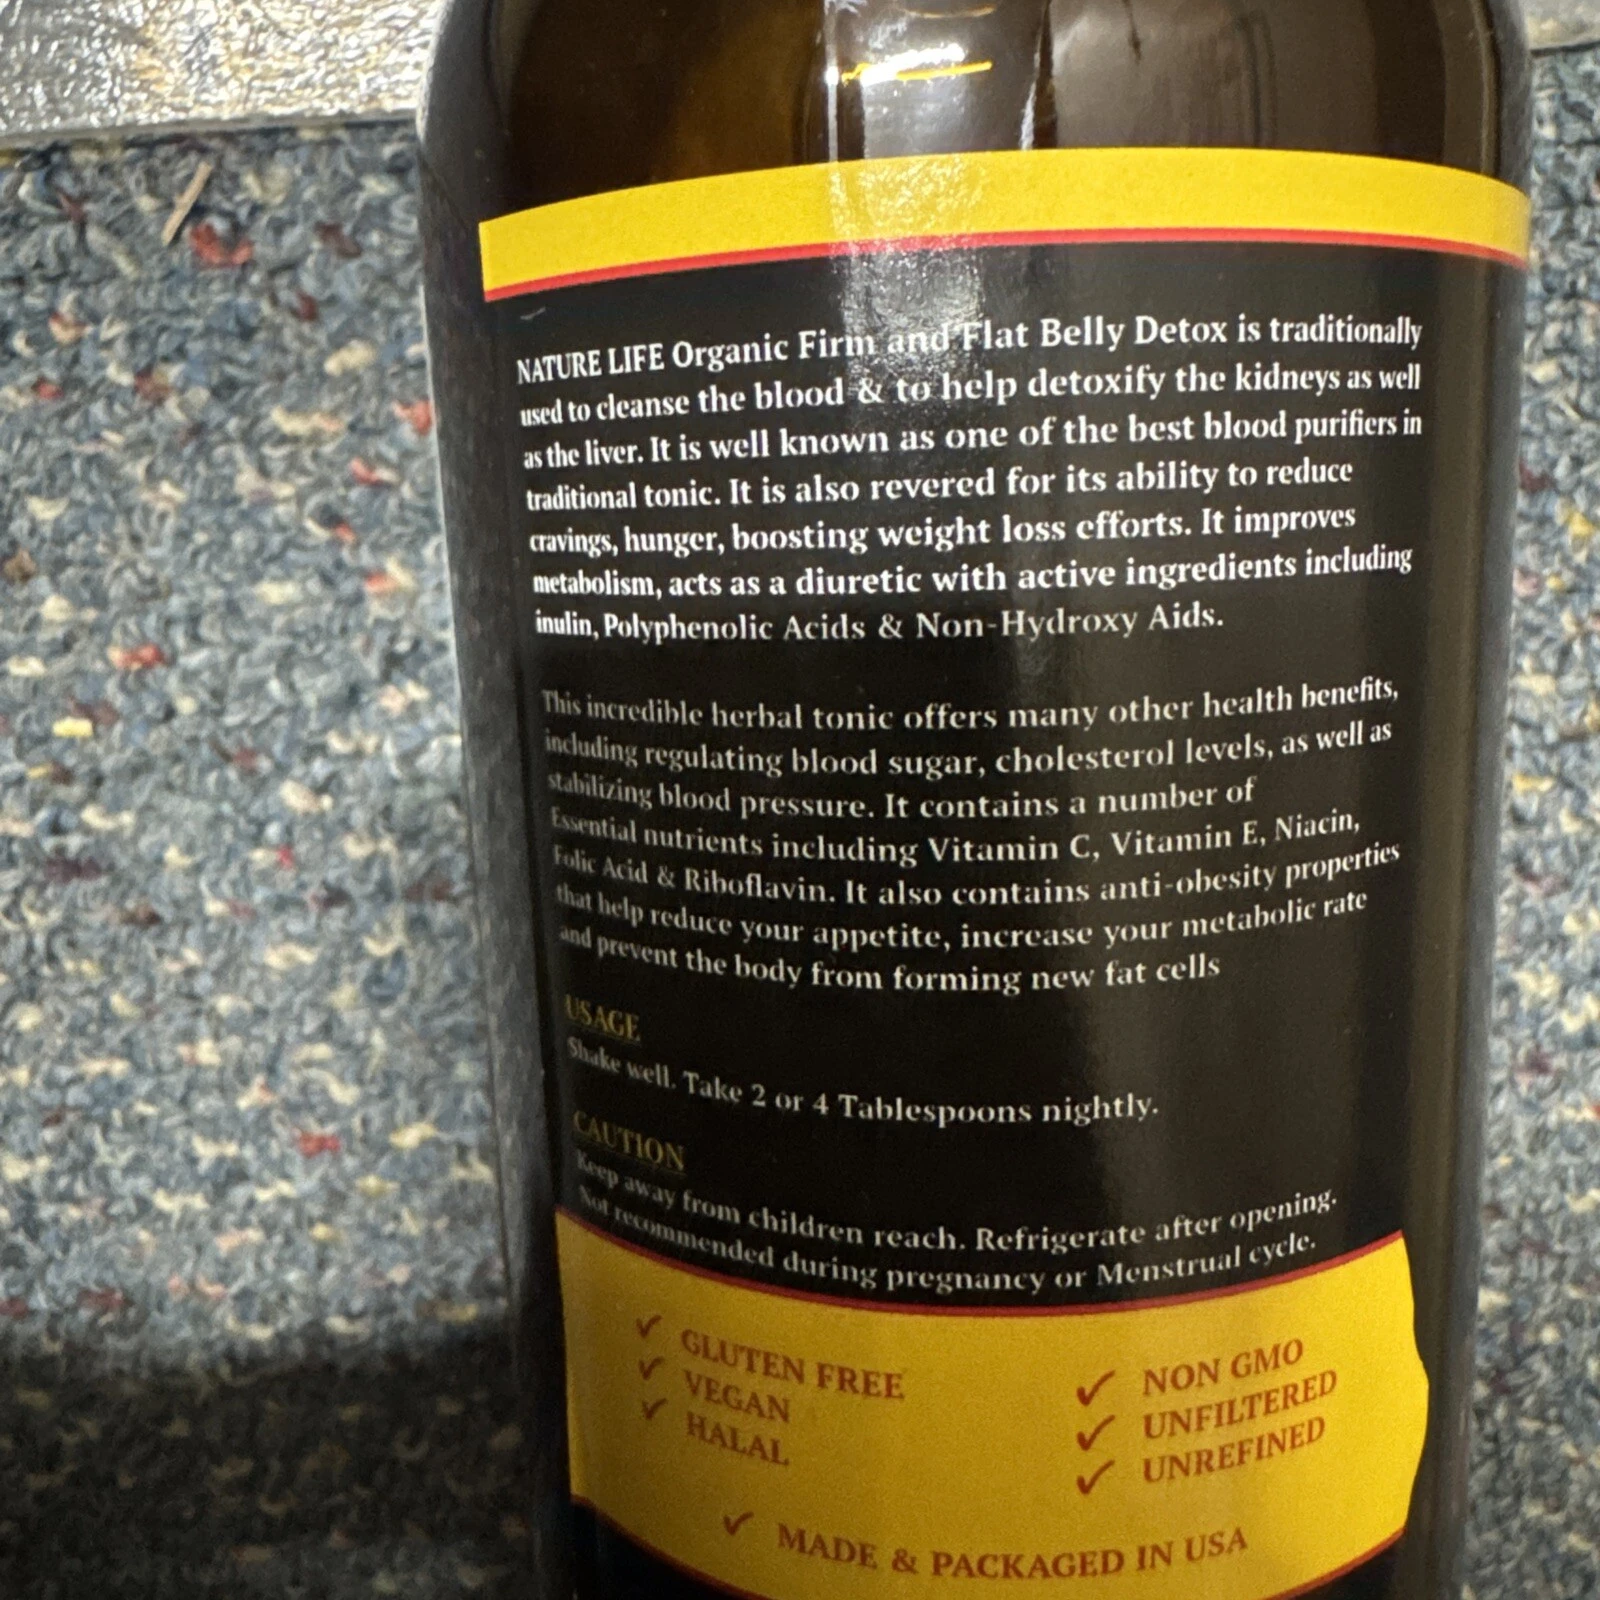 NATURE LIFE Organic Firm and Flat Belly Detox is traditionally
used to cleanse the blood & to help detoxify the kidneys as well
as the liver. It is well known as one of the best blood purifiers in
traditional tonic. It is also revered for its ability to reduce
cravings, hunger, boosting weight loss efforts. It improves
metabolism, acts as a diuretic with active ingredients including
inulin, Polyphenolic Acids & Non-Hydroxy Aids.
This incredible herbal tonic offers many other health benefits,
including regulating blood sugar, cholesterol levels, as well as
stabilizing blood pressure. It contains a number of
Essential nutrients including Vitamin C, Vitamin E, Niacin,
Folic Acid & Riboflavin. It also contains anti-obesity properties
that help reduce your appetite, increase your metabolic rate
and prevent the body from forming new fat cells
USAGE
Shake well. Take 2 or 4 Tablespoons nightly.
CAUTION
Keep away from children reach. Refrigerate after opening.
Not recommended during pregnancy or Menstrual cycle.
✓ GLUTEN FREE
✓ VEGAN
✓ HALAL
✓ NON GMO
✓ UNFILTERED
✓ UNREFINED
✓ MADE & PACKAGED IN USA